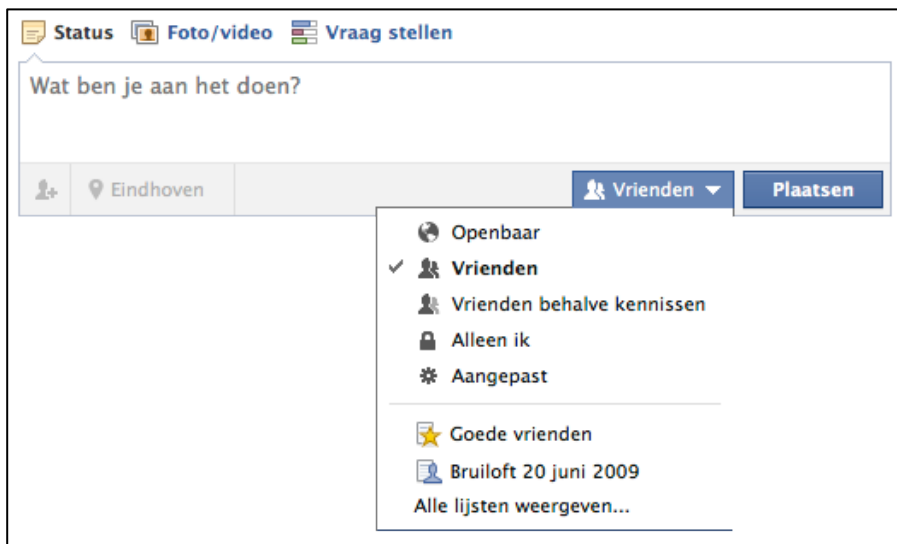 Status Foto/video Vraag stellen
Wat ben je aan het doen?
Eindhoven Vrienden Plaatsen
Openbaar
Vrienden
Vrienden behalve kennissen
Alleen ik
Aangepast
Goede vrienden
Bruiloft 20 juni 2009
Alle lijsten weergeven...